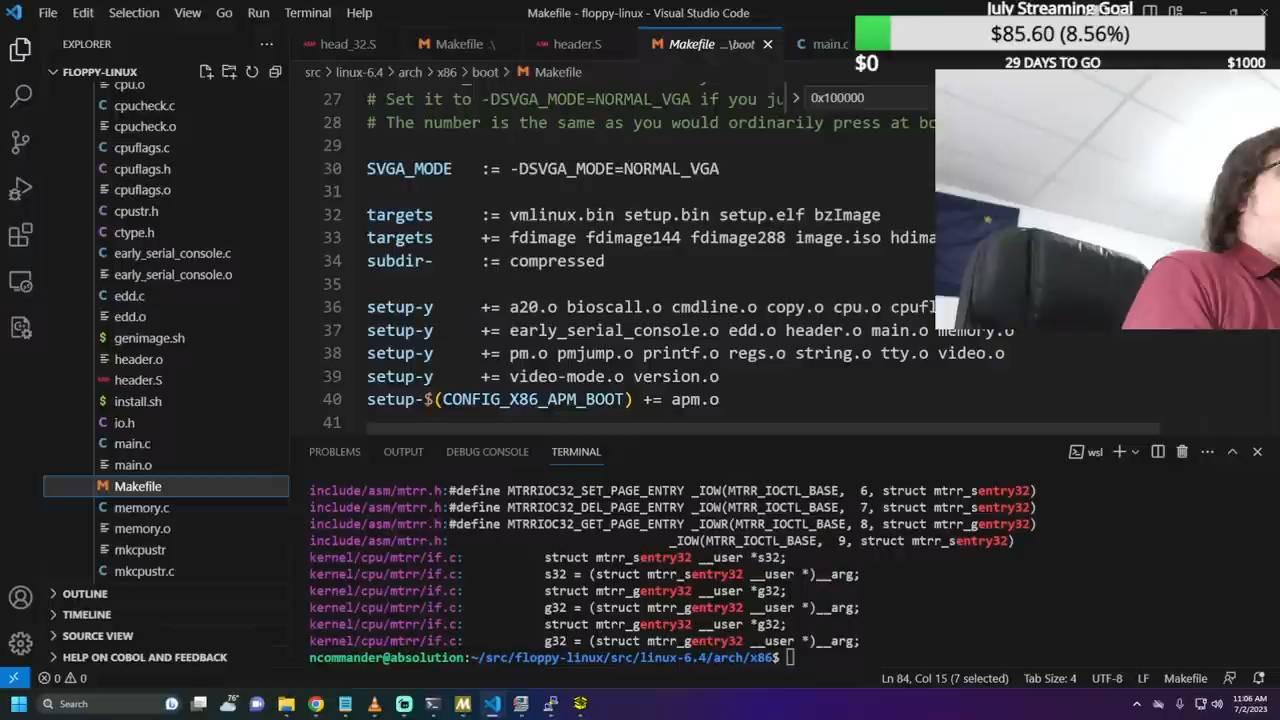 File Edit Selection View Go Run Terminal Help
Makefile - floppy-linux - Visual Studio Code
July Streaming Goal
$85.60 (8.56%)
$0 29 DAYS TO GO $1000
EXPLORER
FLOPPY-LINUX
cpu.o
cpucheck.c
cpucheck.o
cpuflags.c
cpuflags.h
cpuflags.o
cpustr.h
ctype.h
early_serial_console.c
early_serial_console.o
edd.c
edd.o
genimage.sh
header.o
header.S
install.sh
io.h
main.c
main.o
Makefile
memory.c
memory.o
mkcpustr
mkcpustr.c
OUTLINE
TIMELINE
SOURCE VIEW
HELP ON COBOL AND FEEDBACK
head_32.S Makefile .\ header.S Makefile ...\boot main.c
src > linux-6.4 > arch > x86 > boot > Makefile
0x100000
27 # Set it to -DSVGA_MODE=NORMAL_VGA if you ju
28 # The number is the same as you would ordinarily press at bo
29
30 SVGA_MODE := -DSVGA_MODE=NORMAL_VGA
31
32 targets := vmlinux.bin setup.bin setup.elf bzImage
33 targets += fdimage fdimage144 fdimage288 image.iso hdima
34 subdir- := compressed
35
36 setup-y += a20.o bioscall.o cmdline.o copy.o cpu.o cpufl
37 setup-y += early_serial_console.o edd.o header.o main.o memory.o
38 setup-y += pm.o pmjump.o printf.o regs.o string.o tty.o video.o
39 setup-y += video-mode.o version.o
40 setup-$(CONFIG_X86_APM_BOOT) += apm.o
41
PROBLEMS OUTPUT DEBUG CONSOLE TERMINAL
wsl
include/asm/mtrr.h:#define MTRRIOC32_SET_PAGE_ENTRY _IOW(MTRR_IOCTL_BASE, 6, struct mtrr_sentry32)
include/asm/mtrr.h:#define MTRRIOC32_DEL_PAGE_ENTRY _IOW(MTRR_IOCTL_BASE, 7, struct mtrr_sentry32)
include/asm/mtrr.h:#define MTRRIOC32_GET_PAGE_ENTRY _IOWR(MTRR_IOCTL_BASE, 8, struct mtrr_gentry32)
include/asm/mtrr.h: _IOW(MTRR_IOCTL_BASE, 9, struct mtrr_sentry32)
kernel/cpu/mtrr/if.c: struct mtrr_sentry32 __user *s32;
kernel/cpu/mtrr/if.c: s32 = (struct mtrr_sentry32 __user *)__arg;
kernel/cpu/mtrr/if.c: struct mtrr_gentry32 __user *g32;
kernel/cpu/mtrr/if.c: g32 = (struct mtrr_gentry32 __user *)__arg;
kernel/cpu/mtrr/if.c: struct mtrr_gentry32 __user *g32;
kernel/cpu/mtrr/if.c: g32 = (struct mtrr_gentry32 __user *)__arg;
ncommander@absolution:~/src/floppy-linux/src/linux-6.4/arch/x86$
0 0 Ln 84, Col 15 (7 selected) Tab Size: 4 UTF-8 LF Makefile
Search 76° 11:06 AM
7/2/2023